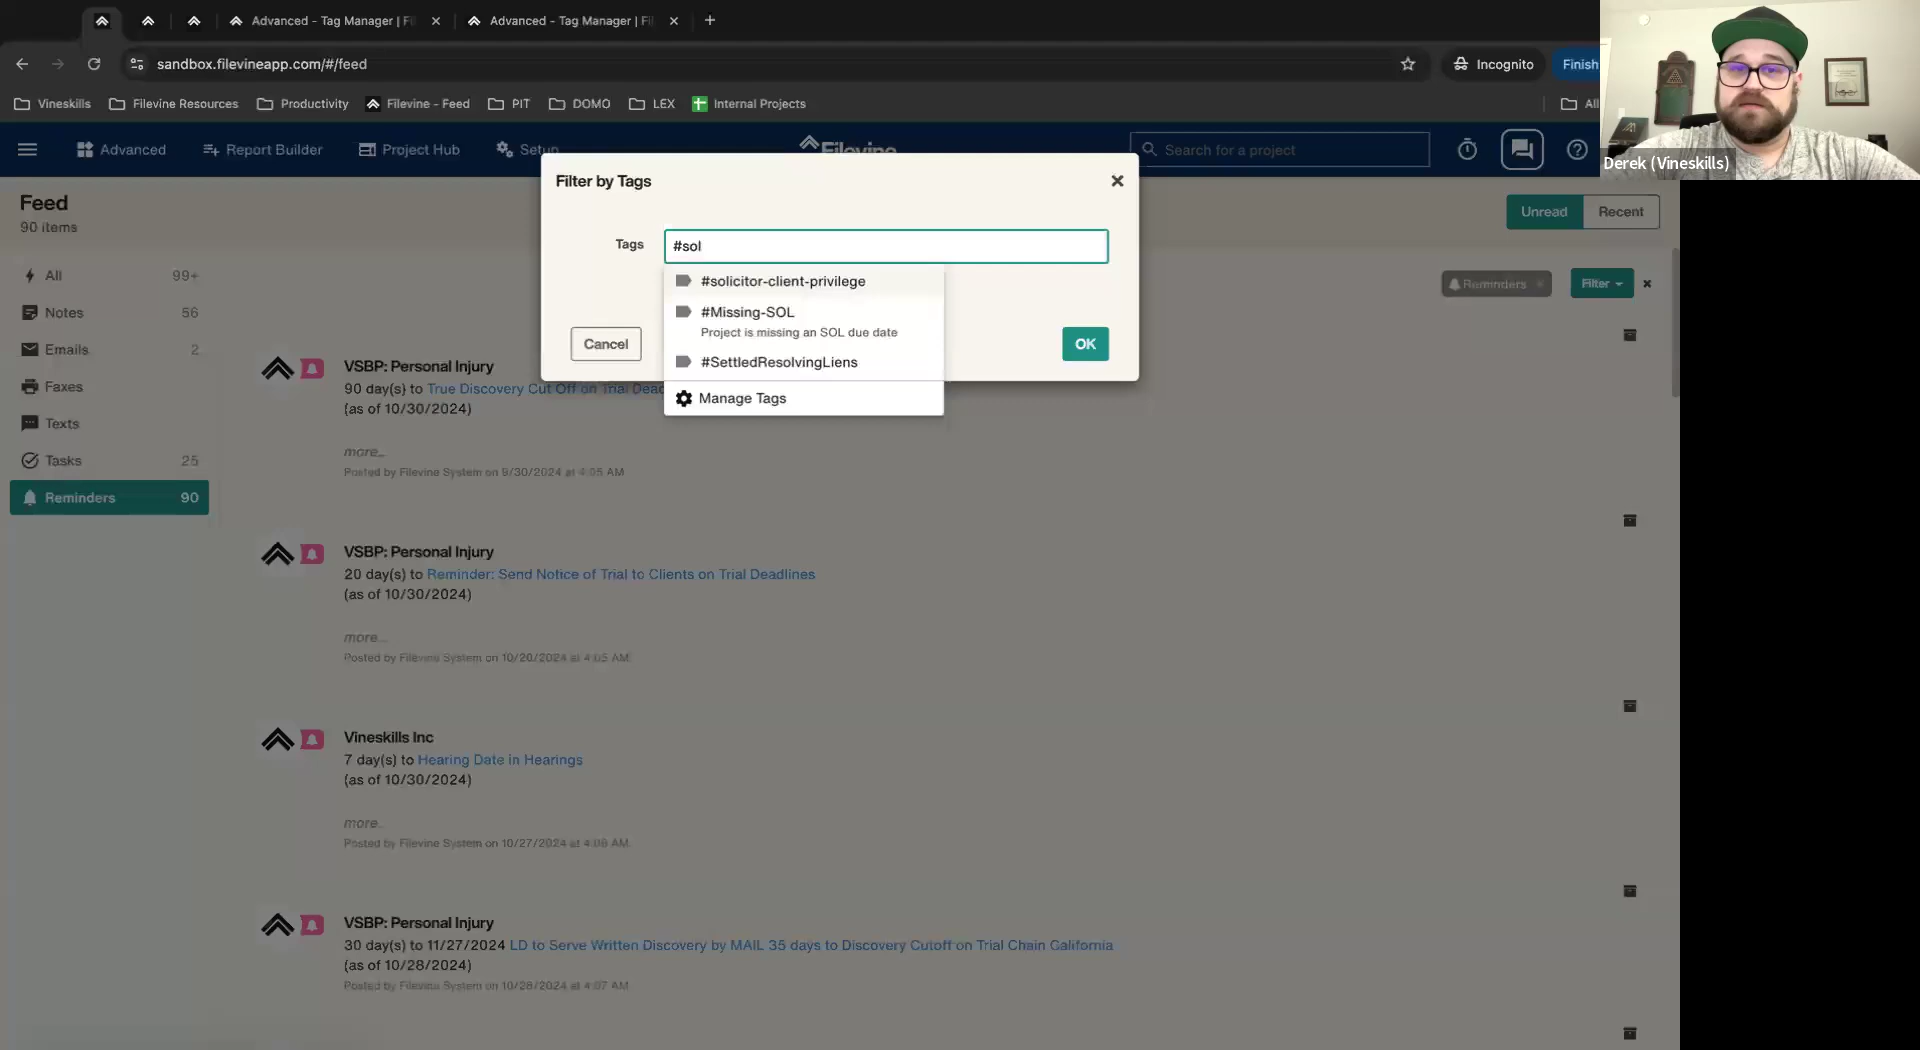 Advanced - Tag Manager | Fil
Advanced - Tag Manager | Fil
sandbox.filevineapp.com/#/feed
Incognito
Finish
Vineskills
Filevine Resources
Productivity
Filevine - Feed
PIT
DOMO
LEX
Internal Projects
All
Derek (Vineskills)
Advanced
Report Builder
Project Hub
Setup
Filevine
Search for a project
Feed
90 items
Unread
Recent
All 99+
Notes 56
Emails 2
Faxes
Texts
Tasks 25
Reminders 90
Reminders
Filter
Filter by Tags
Tags
#sol
#solicitor-client-privilege
#Missing-SOL
Project is missing an SOL due date
#SettledResolvingLiens
Manage Tags
Cancel
OK
VSBP: Personal Injury
90 day(s) to True Discovery Cut Off on Trial Dead
(as of 10/30/2024)
more...
Posted by Filevine System on 9/30/2024 at 4:05 AM
VSBP: Personal Injury
20 day(s) to Reminder: Send Notice of Trial to Clients on Trial Deadlines
(as of 10/30/2024)
more...
Posted by Filevine System on 10/20/2024 at 4:05 AM
Vineskills Inc
7 day(s) to Hearing Date in Hearings
(as of 10/30/2024)
more...
Posted by Filevine System on 10/27/2024 at 4:06 AM
VSBP: Personal Injury
30 day(s) to 11/27/2024 LD to Serve Written Discovery by MAIL 35 days to Discovery Cutoff on Trial Chain California
(as of 10/28/2024)
Posted by Filevine System on 10/28/2024 at 4:07 AM